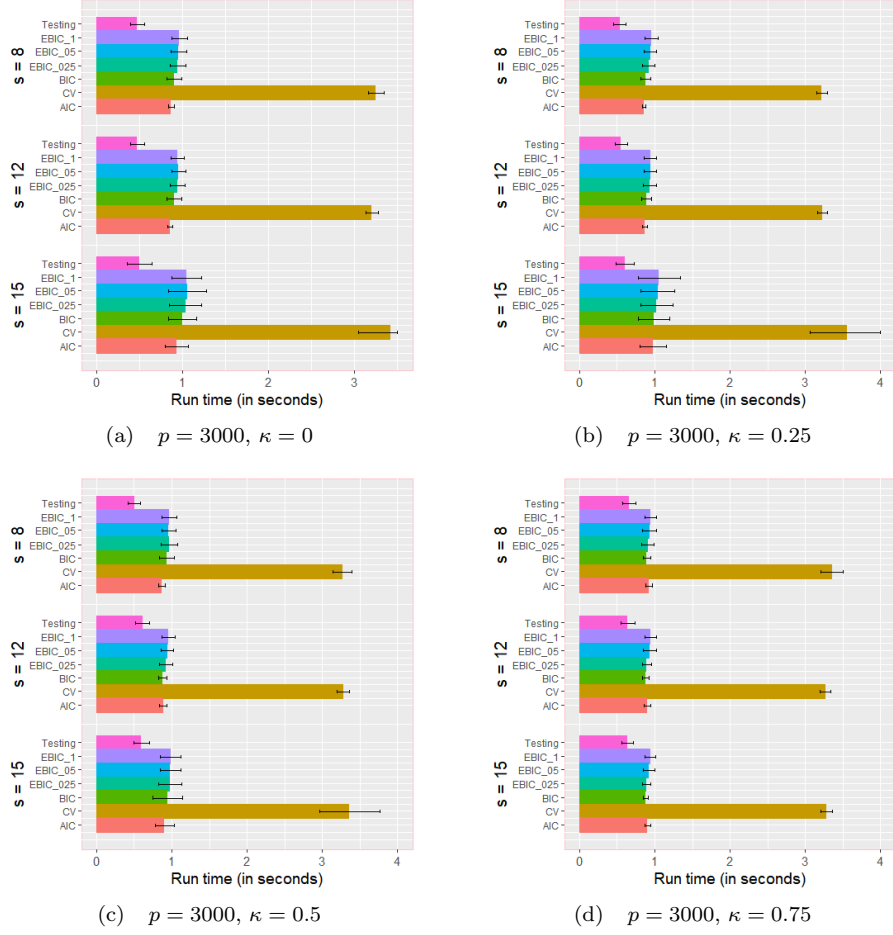 s = 8
Testing
EBIC_1
EBIC_05
EBIC_025
BIC
CV
AIC
s = 12
Testing
EBIC_1
EBIC_05
EBIC_025
BIC
CV
AIC
s = 15
Testing
EBIC_1
EBIC_05
EBIC_025
BIC
CV
AIC
0 1 2 3
Run time (in seconds)
(a) p = 3000, κ = 0
s = 8
Testing
EBIC_1
EBIC_05
EBIC_025
BIC
CV
AIC
s = 12
Testing
EBIC_1
EBIC_05
EBIC_025
BIC
CV
AIC
s = 15
Testing
EBIC_1
EBIC_05
EBIC_025
BIC
CV
AIC
0 1 2 3 4
Run time (in seconds)
(b) p = 3000, κ = 0.25
s = 8
Testing
EBIC_1
EBIC_05
EBIC_025
BIC
CV
AIC
s = 12
Testing
EBIC_1
EBIC_05
EBIC_025
BIC
CV
AIC
s = 15
Testing
EBIC_1
EBIC_05
EBIC_025
BIC
CV
AIC
0 1 2 3 4
Run time (in seconds)
(c) p = 3000, κ = 0.5
s = 8
Testing
EBIC_1
EBIC_05
EBIC_025
BIC
CV
AIC
s = 12
Testing
EBIC_1
EBIC_05
EBIC_025
BIC
CV
AIC
s = 15
Testing
EBIC_1
EBIC_05
EBIC_025
BIC
CV
AIC
0 1 2 3 4
Run time (in seconds)
(d) p = 3000, κ = 0.75